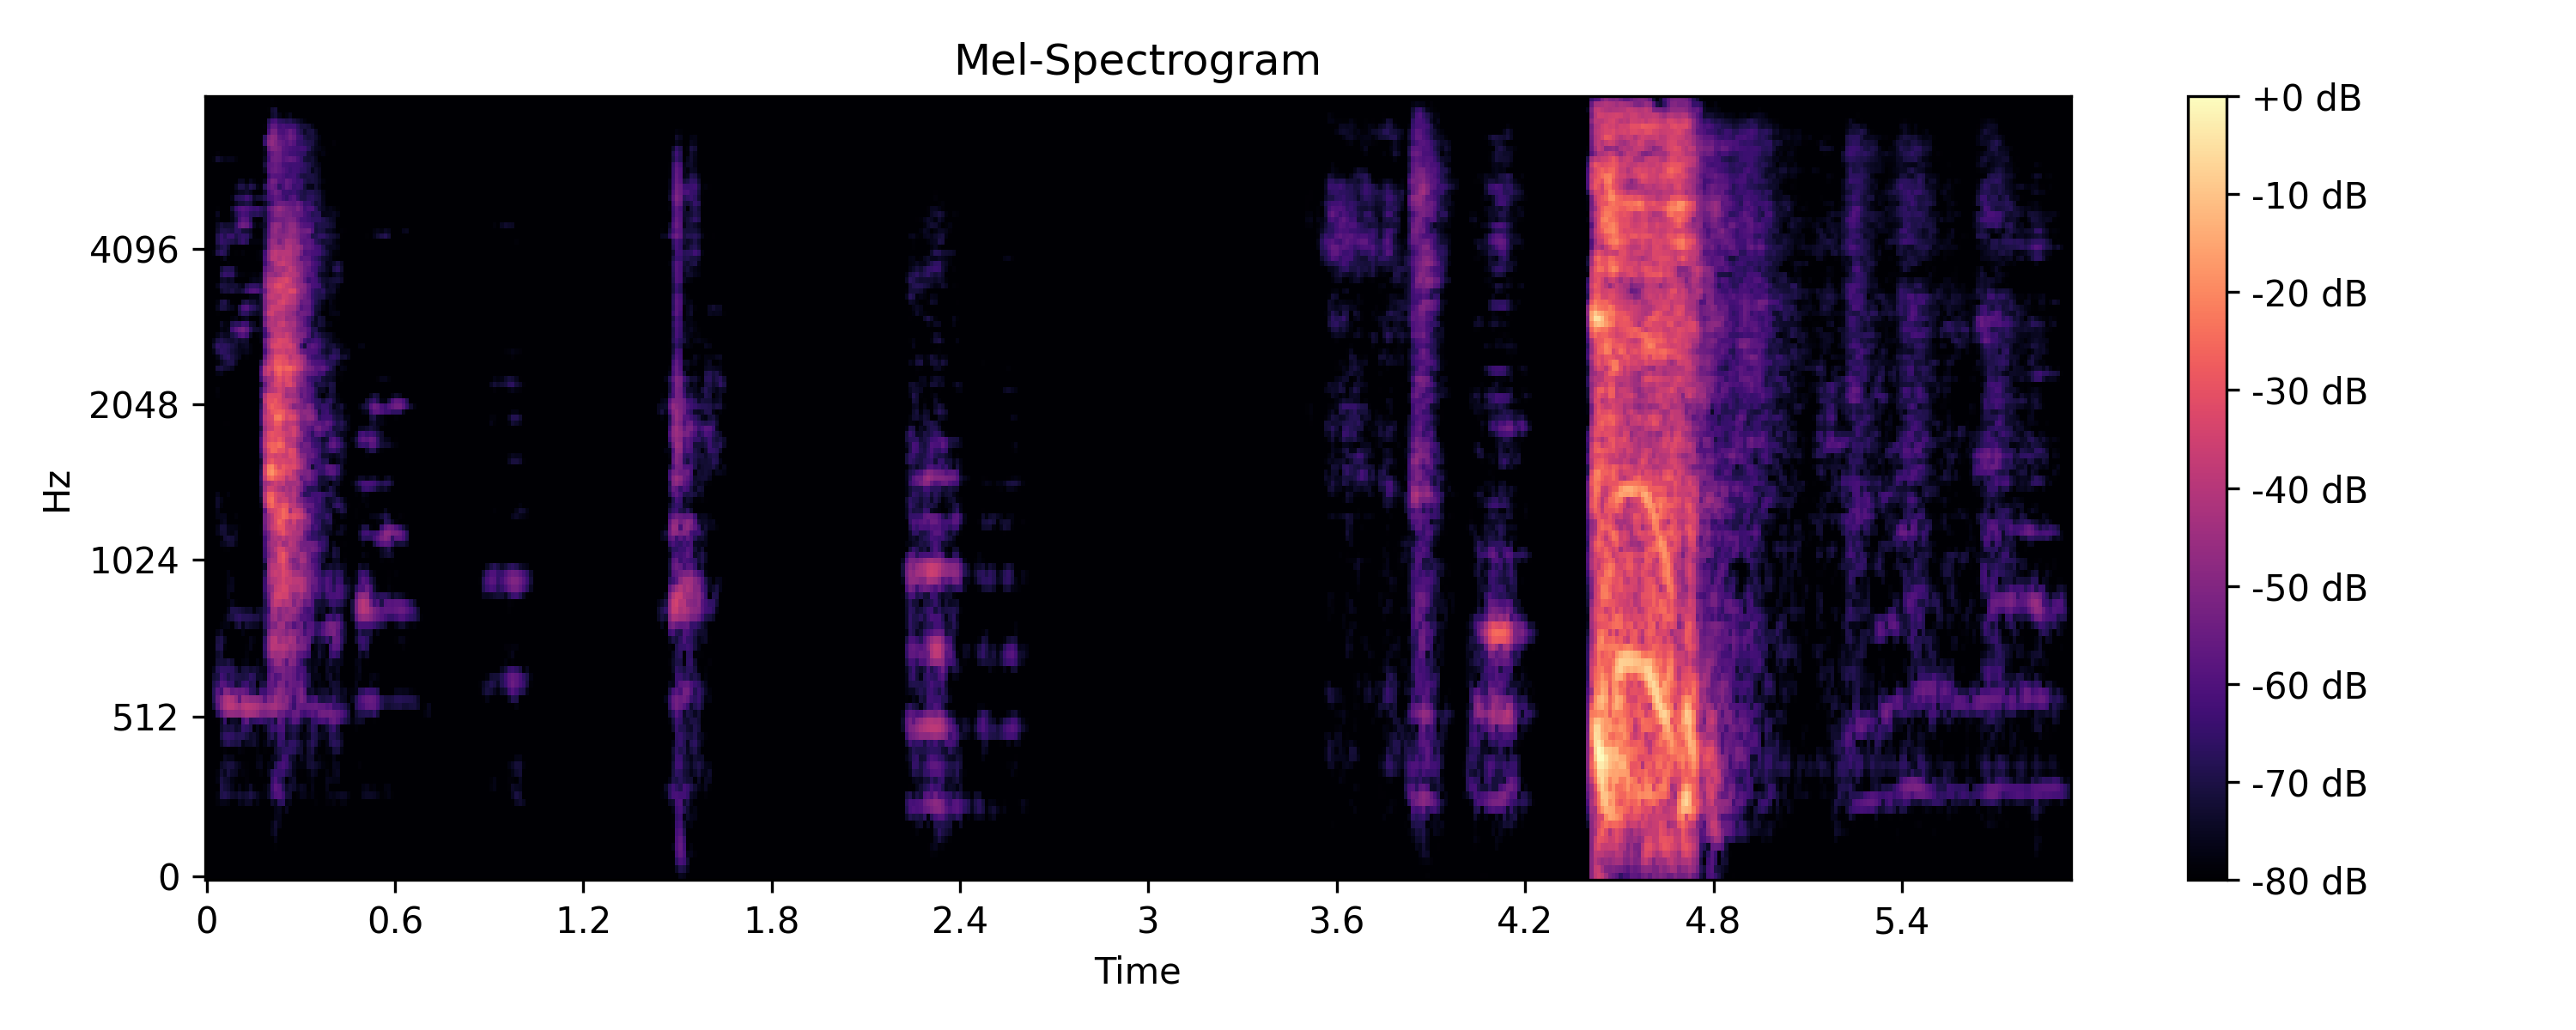 Mel-Spectrogram
+0 dB
-10 dB
-20 dB
-30 dB
-40 dB
-50 dB
-60 dB
-70 dB
-80 dB
Hz
4096
2048
1024
512
0
0 0.6 1.2 1.8 2.4 3 3.6 4.2 4.8 5.4
Time